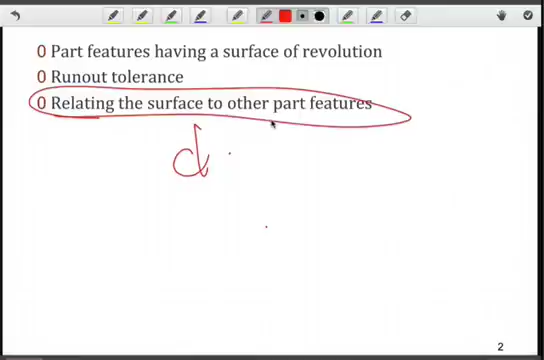 0 Part features having a surface of revolution
0 Runout tolerance
0 Relating the surface to other part features
d
2